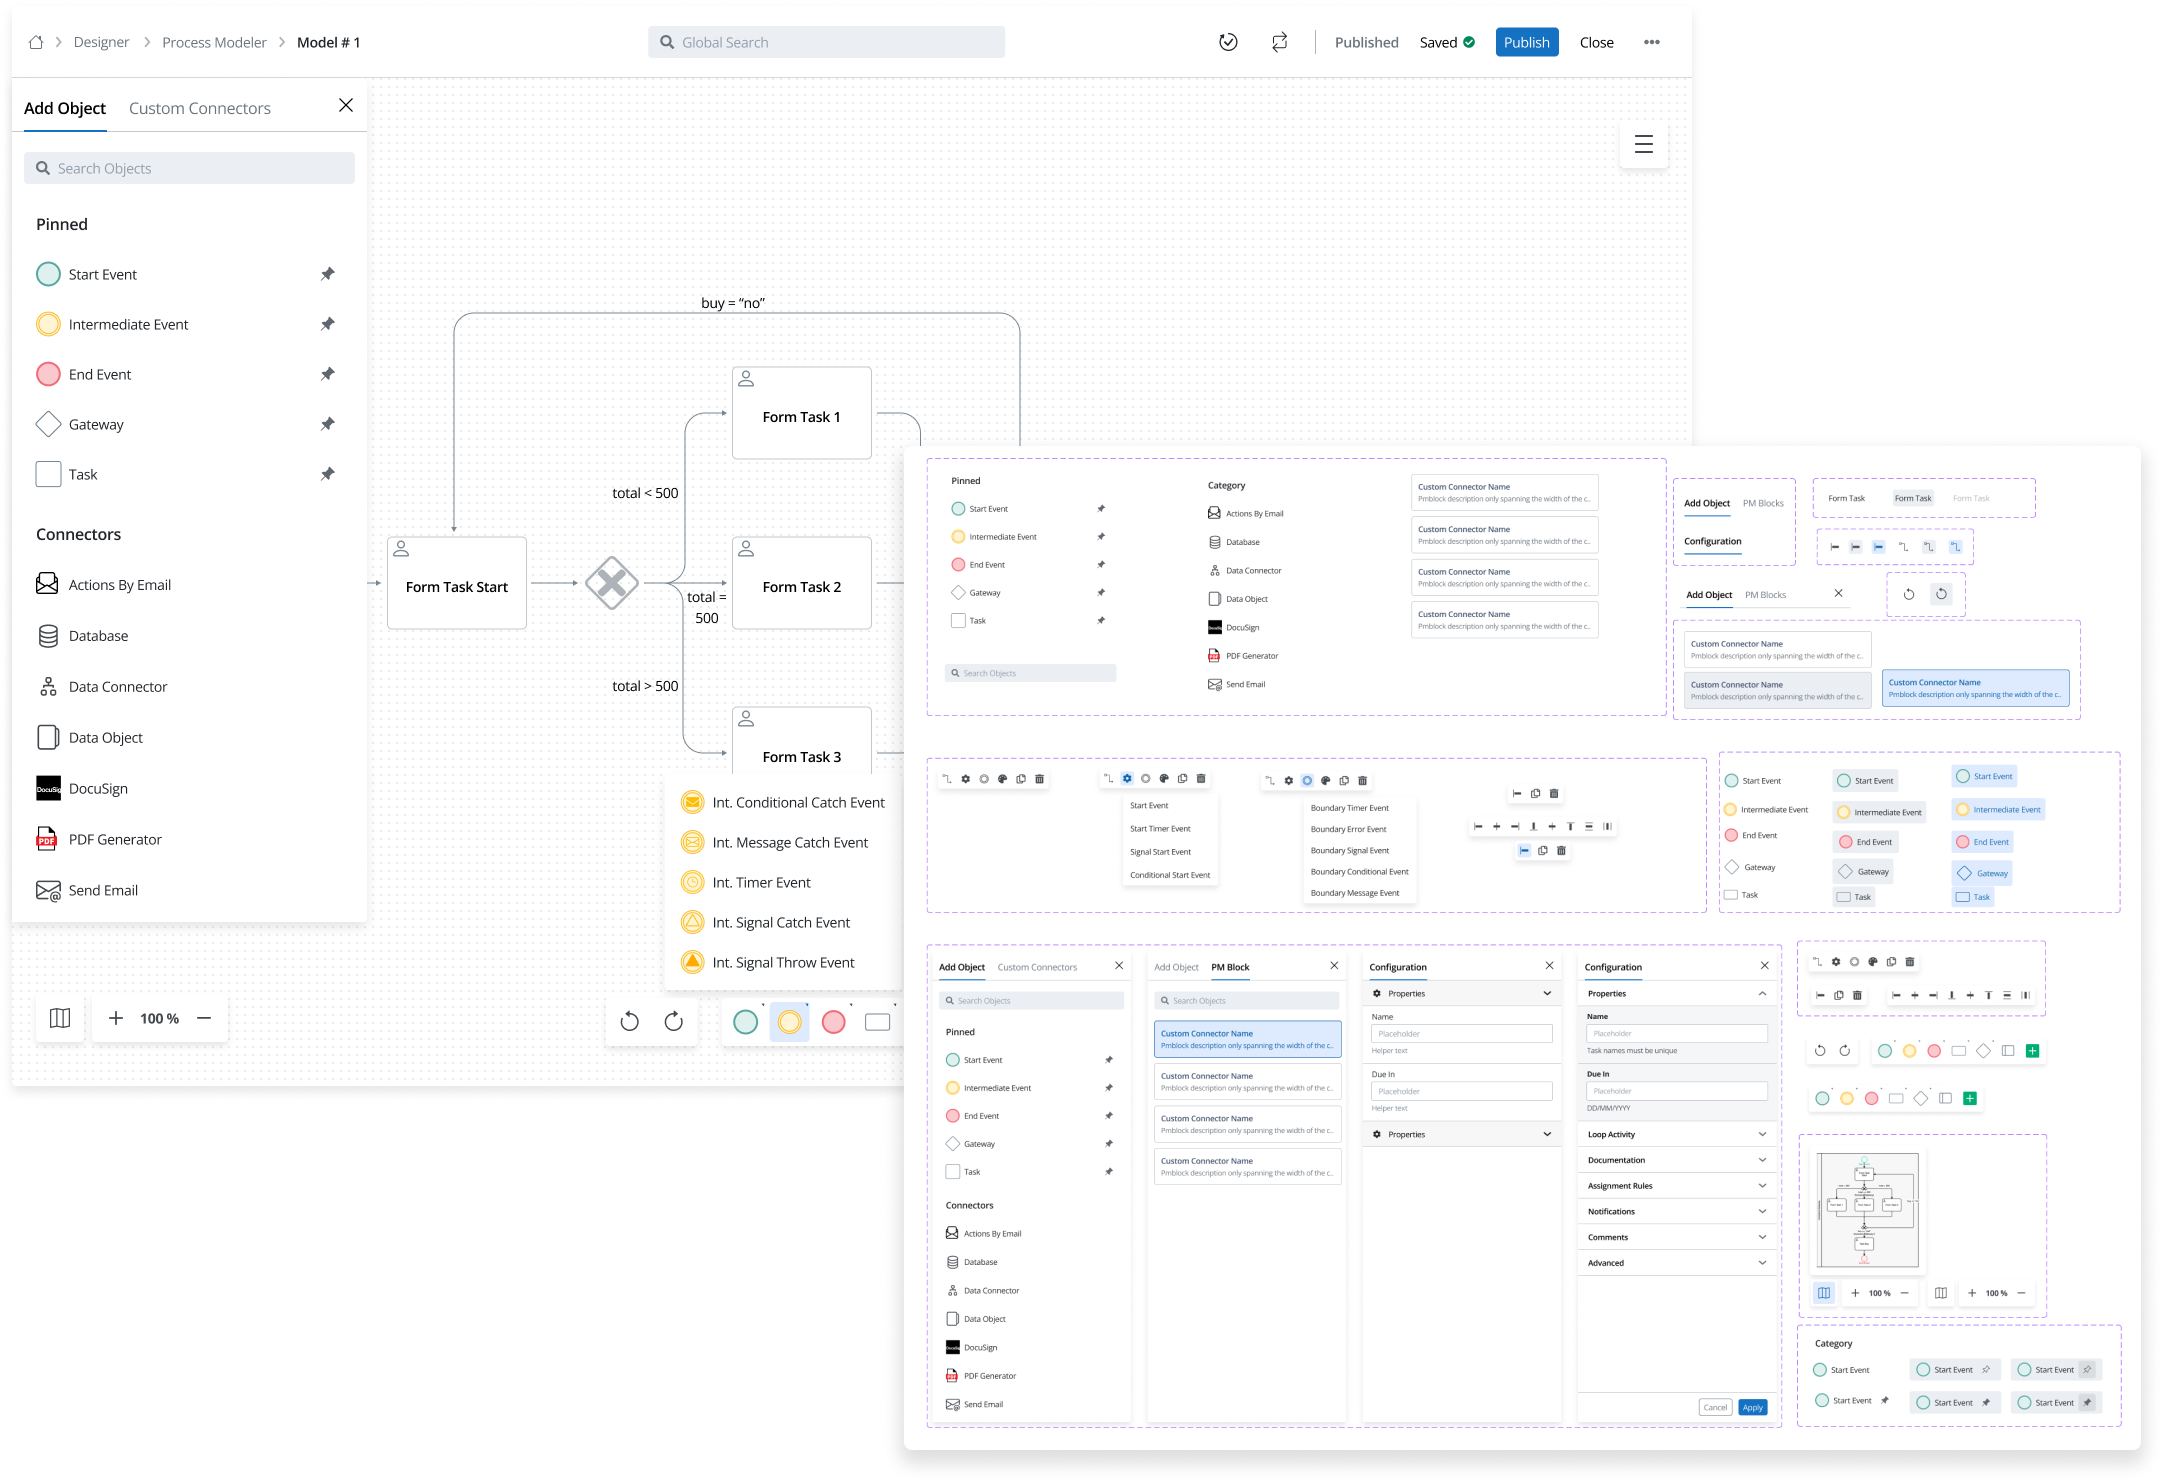 Designer
Process Modeler
Model # 1
Global Search
Published
Saved
Publish
Close
Add Object
Custom Connectors
Search Objects
Pinned
Start Event
Intermediate Event
End Event
Gateway
Task
Connectors
Actions By Email
Database
Data Connector
Data Object
DocuSign
PDF Generator
Send Email
buy = “no”
Form Task 1
total < 500
Form Task Start
Form Task 2
total =
500
total > 500
Form Task 3
Int. Conditional Catch Event
Int. Message Catch Event
Int. Timer Event
Int. Signal Catch Event
Int. Signal Throw Event
100 %
Pinned
Start Event
Intermediate Event
End Event
Gateway
Task
Search Objects
Category
Actions By Email
Database
Data Connector
Data Object
DocuSign
PDF Generator
Send Email
Custom Connector Name
Pmblock description only spanning the width of the c..
Custom Connector Name
Pmblock description only spanning the width of the c..
Custom Connector Name
Pmblock description only spanning the width of the c..
Custom Connector Name
Pmblock description only spanning the width of the c..
Add Object
PM Blocks
Configuration
Form Task
Form Task
Form Task
Add Object
PM Blocks
Custom Connector Name
Pmblock description only spanning the width of the c..
Custom Connector Name
Pmblock description only spanning the width of the c..
Custom Connector Name
Pmblock description only spanning the width of the c..
Start Event
Start Timer Event
Signal Start Event
Conditional Start Event
Boundary Timer Event
Boundary Error Event
Boundary Signal Event
Boundary Conditional Event
Boundary Message Event
Start Event
Intermediate Event
End Event
Gateway
Task
Start Event
Intermediate Event
End Event
Gateway
Task
Start Event
Intermediate Event
End Event
Gateway
Task
Add Object
Custom Connectors
Search Objects
Pinned
Start Event
Intermediate Event
End Event
Gateway
Task
Connectors
Actions By Email
Database
Data Connector
Data Object
DocuSign
PDF Generator
Send Email
Add Object
PM Block
Search Objects
Custom Connector Name
Pmblock description only spanning the width of the c..
Custom Connector Name
Pmblock description only spanning the width of the c..
Custom Connector Name
Pmblock description only spanning the width of the c..
Custom Connector Name
Pmblock description only spanning the width of the c..
Configuration
Properties
Name
Placeholder
Helper text
Due In
Placeholder
Helper text
Properties
Configuration
Properties
Name
Placeholder
Task names must be unique
Due In
Placeholder
DD/MM/YYYY
Loop Activity
Documentation
Assignment Rules
Notifications
Comments
Advanced
Cancel
Apply
100 %
100 %
Category
Start Event
Start Event
Start Event
Start Event
Start Event
Start Event